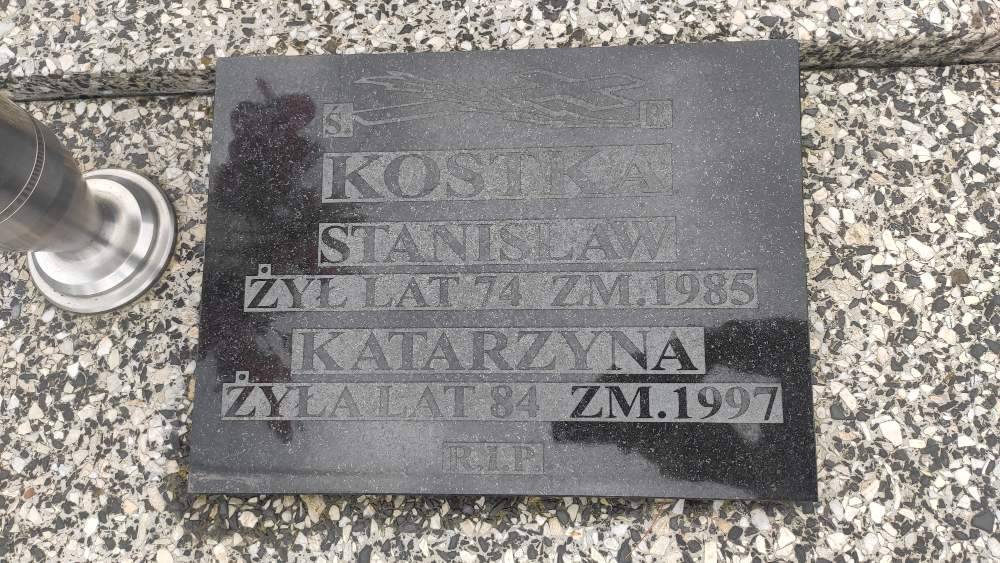 Ś. P.
KOSTKA
STANISŁAW
ŻYŁ LAT 74 ZM.1985
KATARZYNA
ŻYŁA LAT 84 ZM.1997
R.I.P.